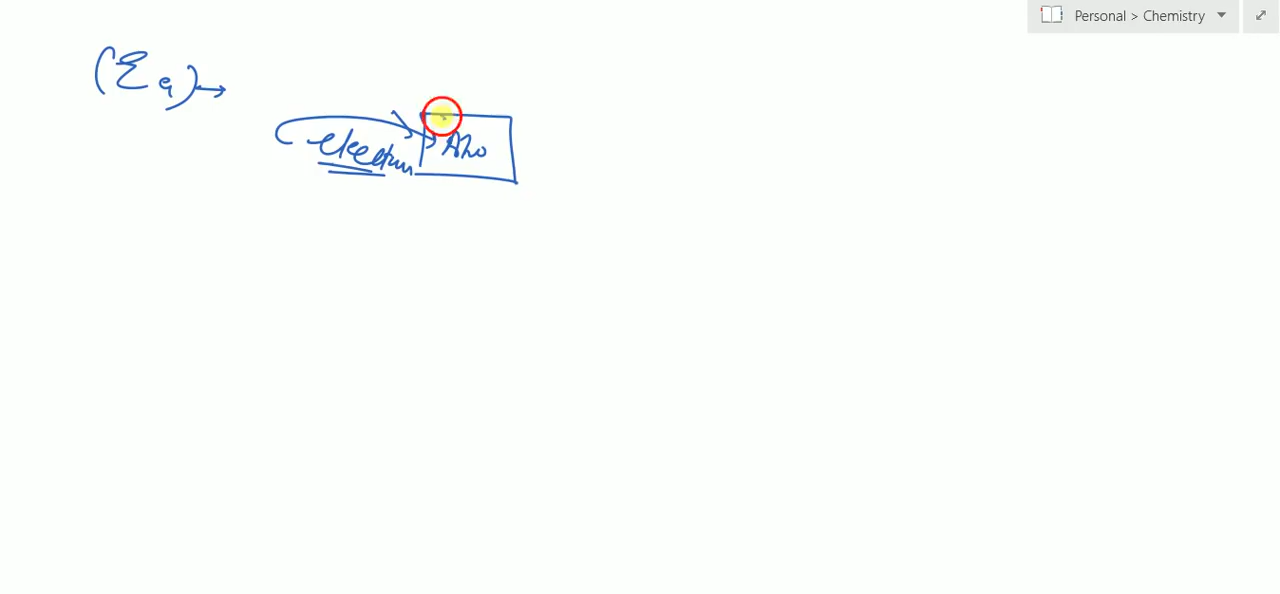 Personal > Chemistry
(Eq) →
electron